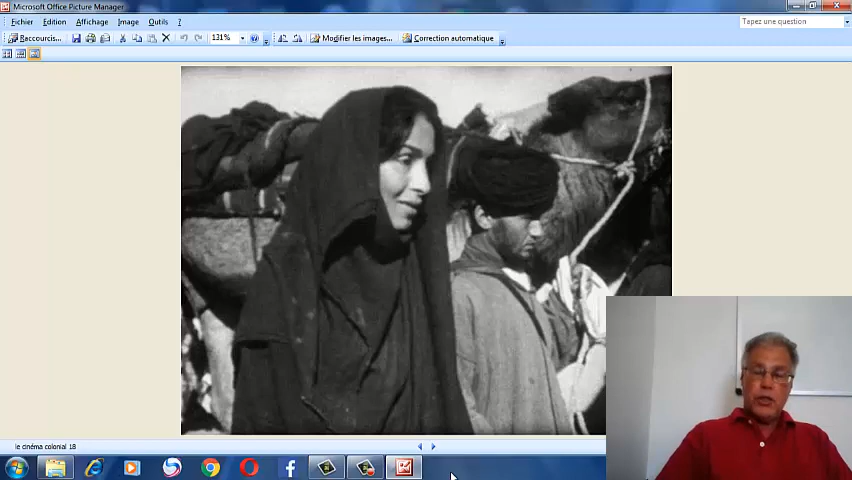 Microsoft Office Picture Manager
Fichier Edition Affichage Image Outils ?
Tapez une question
Raccourcis... 131% Modifier les images... Correction automatique
le cinéma colonial 18